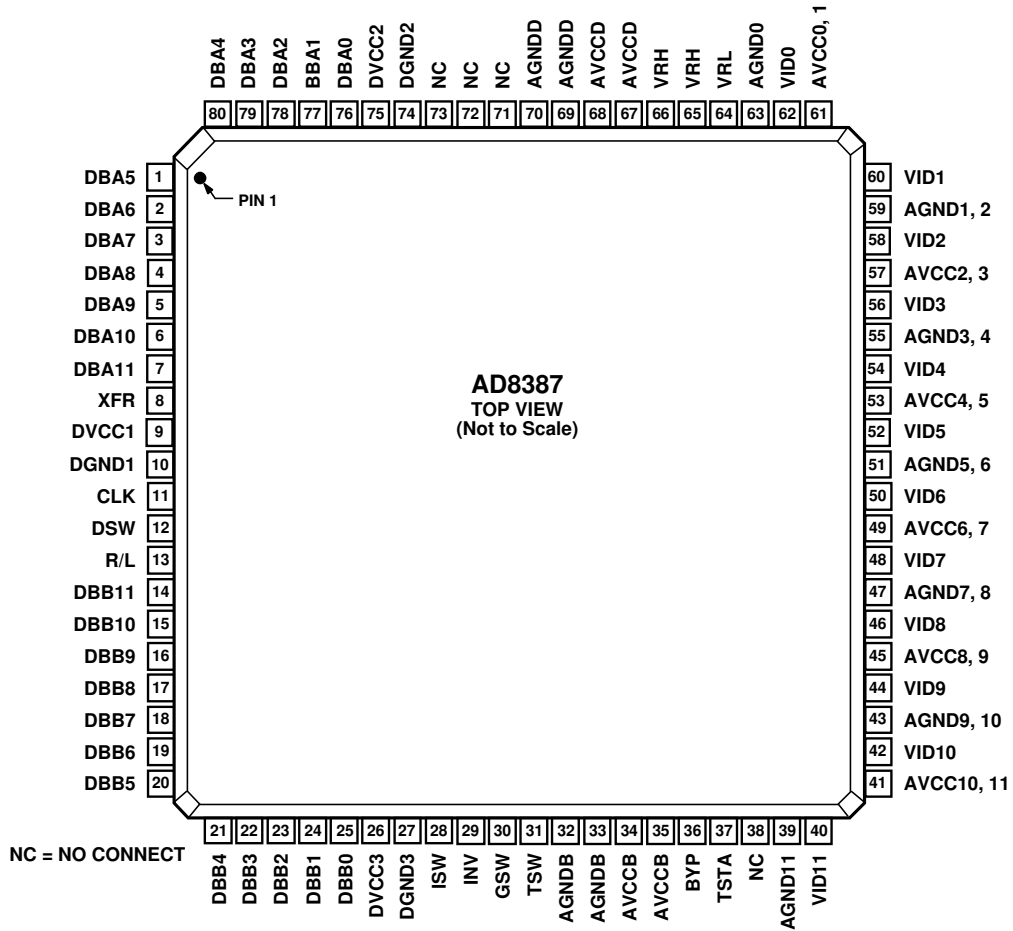 DBA4 DBA3 DBA2 BBA1 DBA0 DVCC2 DGND2 NC NC NC AGNDD AGNDD AVCCD AVCCD VRH VRH VRL AGND0 VID0 AVCC0, 1
80 79 78 77 76 75 74 73 72 71 70 69 68 67 66 65 64 63 62 61
DBA5 1 60 VID1
PIN 1
DBA6 2 59 AGND1, 2
DBA7 3 58 VID2
DBA8 4 57 AVCC2, 3
DBA9 5 56 VID3
DBA10 6 55 AGND3, 4
DBA11 7 54 VID4
AD8387
TOP VIEW
(Not to Scale)
XFR 8 53 AVCC4, 5
DVCC1 9 52 VID5
DGND1 10 51 AGND5, 6
CLK 11 50 VID6
DSW 12 49 AVCC6, 7
R/L 13 48 VID7
DBB11 14 47 AGND7, 8
DBB10 15 46 VID8
DBB9 16 45 AVCC8, 9
DBB8 17 44 VID9
DBB7 18 43 AGND9, 10
DBB6 19 42 VID10
DBB5 20 41 AVCC10, 11
21 22 23 24 25 26 27 28 29 30 31 32 33 34 35 36 37 38 39 40
NC = NO CONNECT
DBB4 DBB3 DBB2 DBB1 DBB0 DVCC3 DGND3 ISW INV GSW TSW AGNDB AGNDB AVCCB AVCCB BYP TSTA NC AGND11 VID11